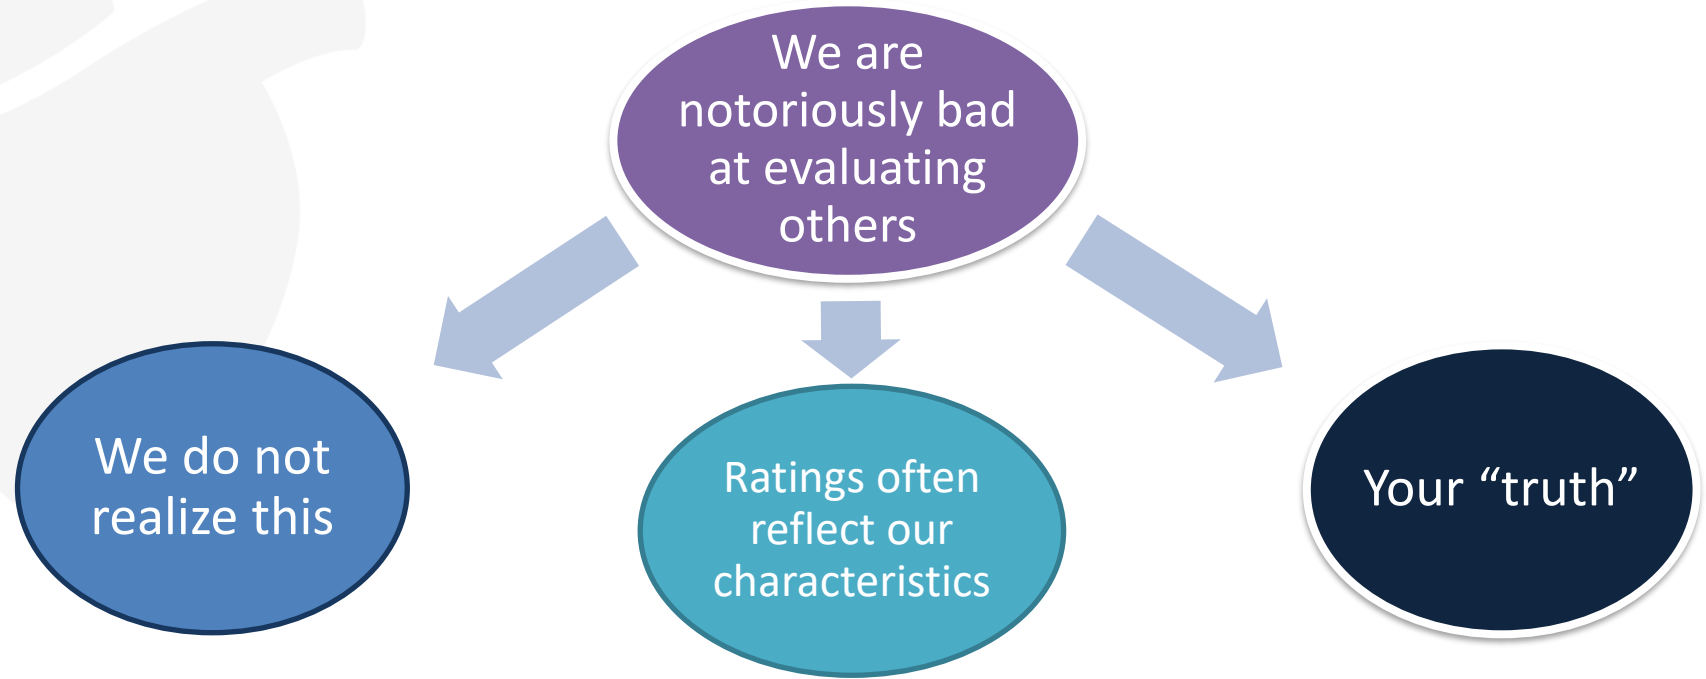 We are
notoriously bad
at evaluating
others
We do not
realize this
Ratings often
reflect our
characteristics
Your “truth”